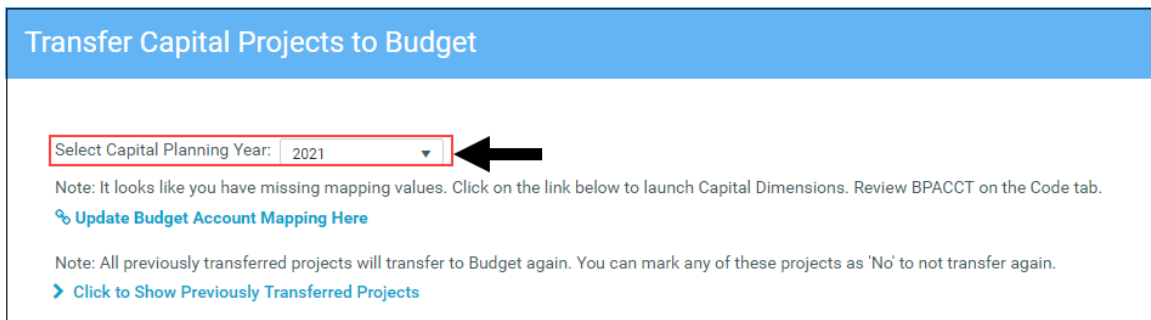 Transfer Capital Projects to Budget
Select Capital Planning Year: 2021
Note: It looks like you have missing mapping values. Click on the link below to launch Capital Dimensions. Review BPACCT on the Code tab.
Update Budget Account Mapping Here
Note: All previously transferred projects will transfer to Budget again. You can mark any of these projects as 'No' to not transfer again.
Click to Show Previously Transferred Projects